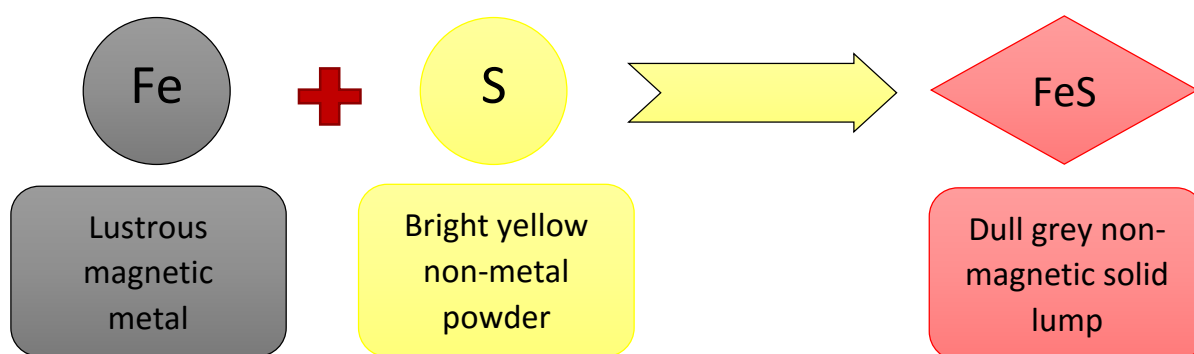 Fe
S
FeS
Lustrous
magnetic
metal
Bright yellow
non-metal
powder
Dull grey non-
magnetic solid
lump